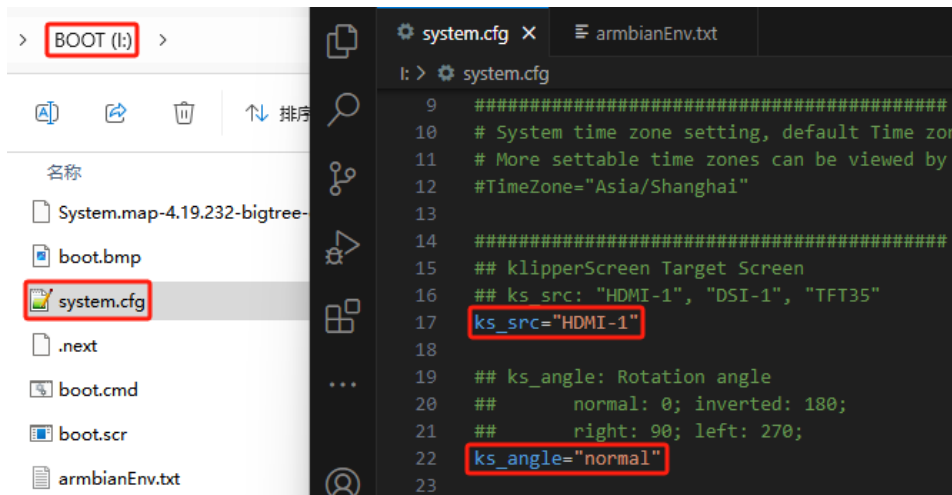 BOOT (I:)
排序
名称
System.map-4.19.232-bigtree-
boot.bmp
system.cfg
.next
boot.cmd
boot.scr
armbianEnv.txt
system.cfg
armbianEnv.txt
I: > system.cfg
9 ############################################
10 # System time zone setting, default Time zon
11 # More settable time zones can be viewed by
12 #TimeZone="Asia/Shanghai"
13
14 ############################################
15 ## klipperScreen Target Screen
16 ## ks_src: "HDMI-1", "DSI-1", "TFT35"
17 ks_src="HDMI-1"
18
19 ## ks_angle: Rotation angle
20 ##       normal: 0; inverted: 180;
21 ##       right: 90; left: 270;
22 ks_angle="normal"
23